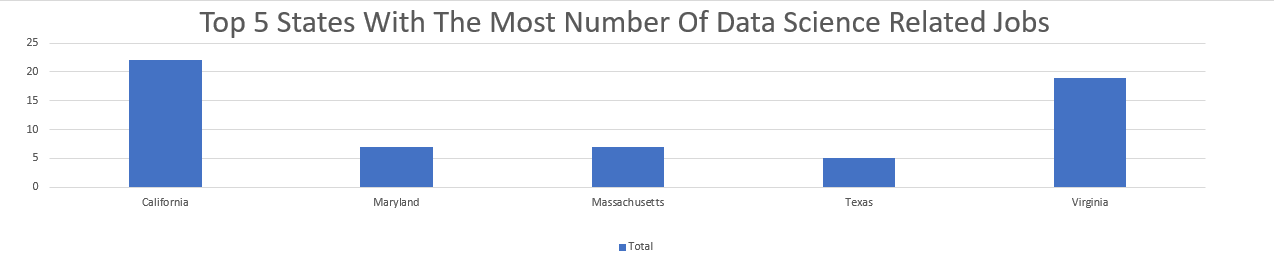 Top 5 States With The Most Number Of Data Science Related Jobs
25
20
15
10
5
0
California Maryland Massachusetts Texas Virginia
Total